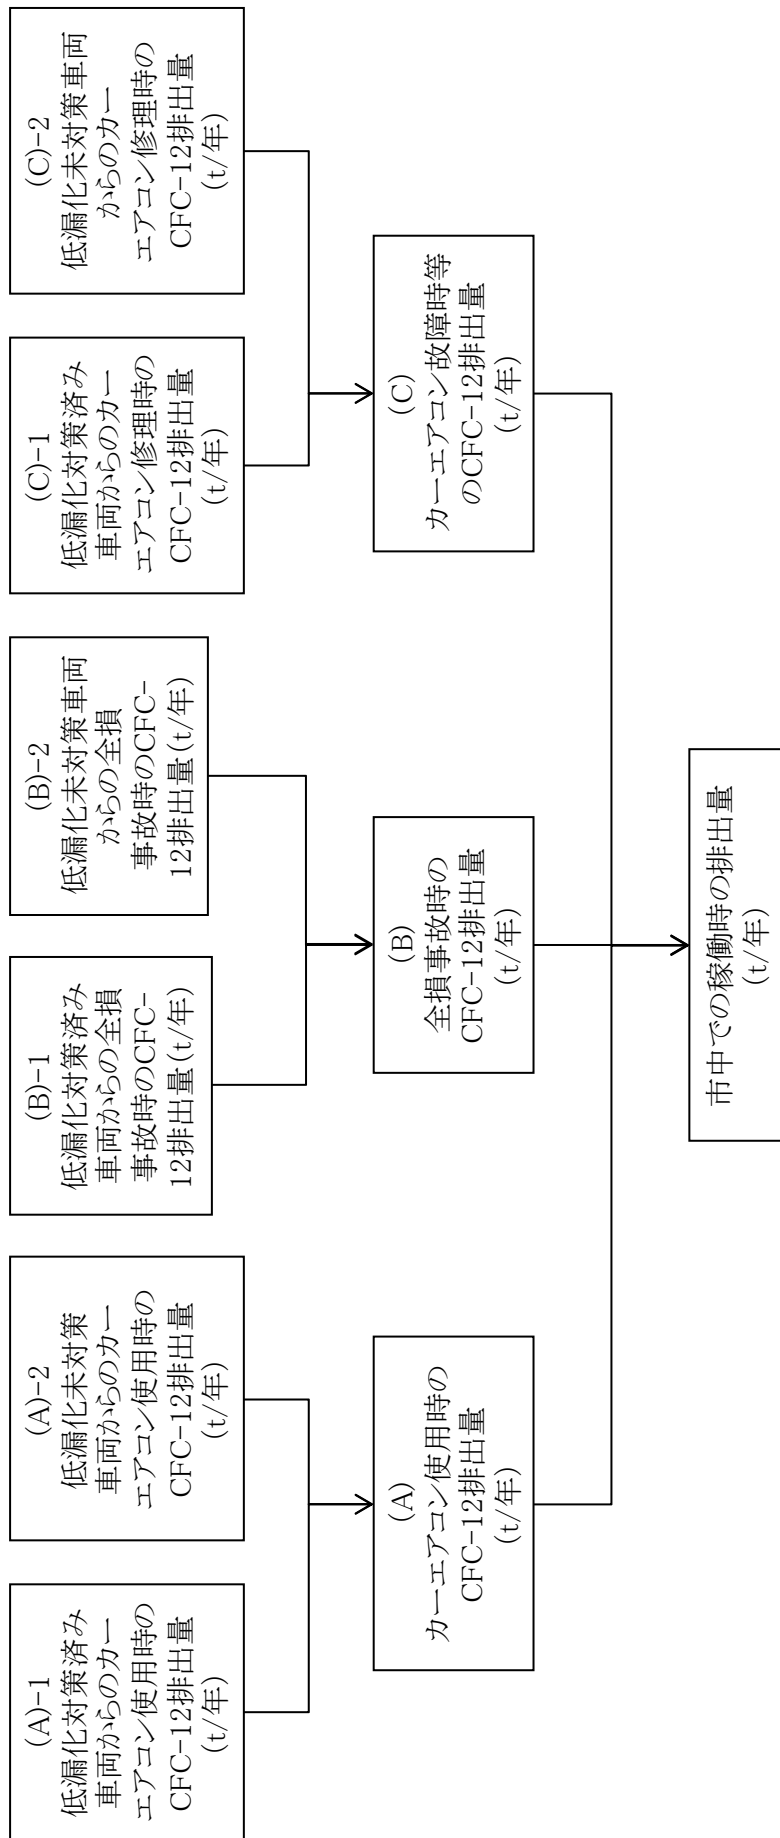 (A)-1
低漏化対策済み
車両からのカー
エアコン使用時の
CFC-12排出量
(t/年)
(A)-2
低漏化未対策
車両からのカー
エアコン使用時の
CFC-12排出量
(t/年)
(B)-1
低漏化対策済み
車両からの全損
事故時のCFC-
12排出量(t/年)
(B)-2
低漏化未対策車両
からの全損
事故時のCFC-
12排出量(t/年)
(C)-1
低漏化対策済み
車両からのカー
エアコン修理時の
CFC-12排出量
(t/年)
(C)-2
低漏化未対策車両
からのカー
エアコン修理時の
CFC-12排出量
(t/年)
(A)
カーエアコン使用時の
CFC-12排出量
(t/年)
(B)
全損事故時の
CFC-12排出量
(t/年)
(C)
カーエアコン故障時等
のCFC-12排出量
(t/年)
市中での稼働時の排出量
(t/年)